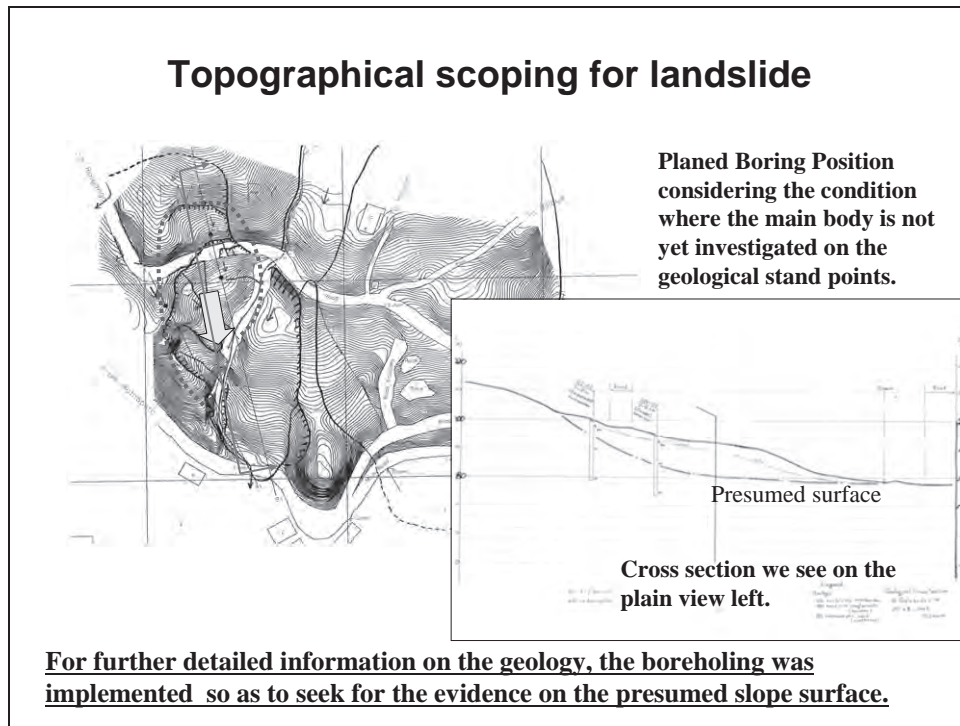 Topographical scoping for landslide
Planed Boring Position
considering the condition
where the main body is not
yet investigated on the
geological stand points.
Presumed surface
Cross section we see on the
plain view left.
For further detailed information on the geology, the boreholing was
implemented so as to seek for the evidence on the presumed slope surface.